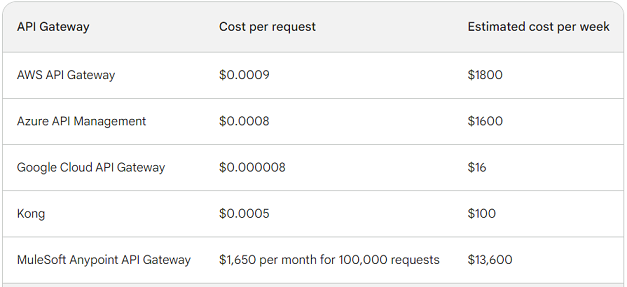 API Gateway Cost per request Estimated cost per week
AWS API Gateway $0.0009 $1800
Azure API Management $0.0008 $1600
Google Cloud API Gateway $0.000008 $16
Kong $0.0005 $100
MuleSoft Anypoint API Gateway $1,650 per month for 100,000 requests $13,600